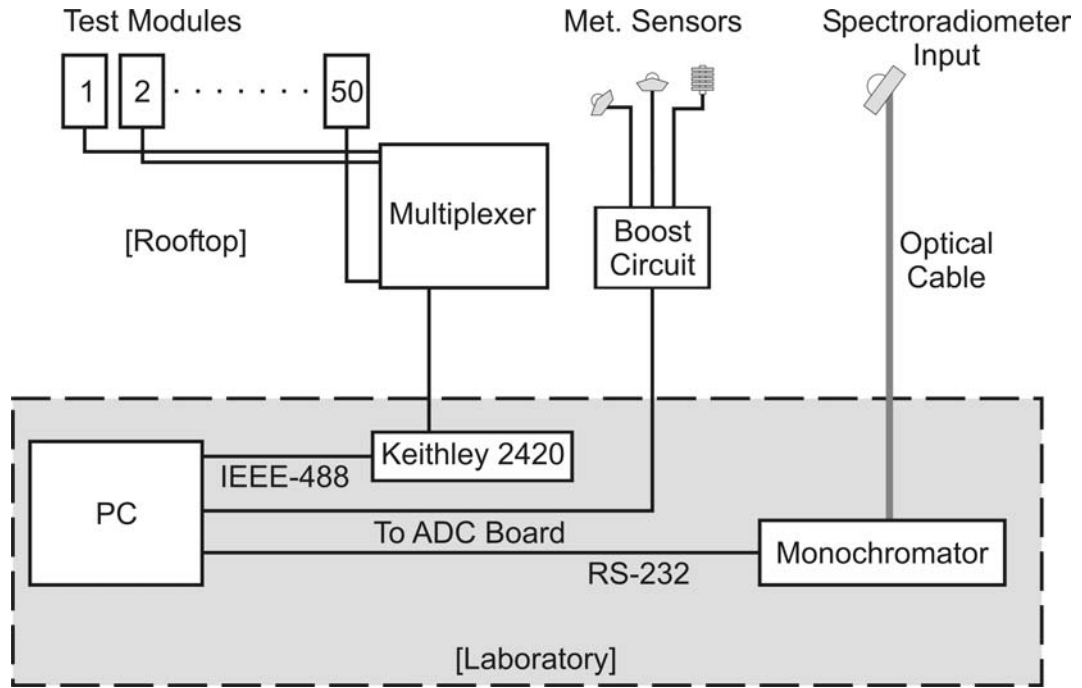 Test Modules
Met. Sensors
Spectroradiometer
Input
1
2
. . . . . . .
50
Multiplexer
[Rooftop]
Boost
Circuit
Optical
Cable
Keithley 2420
IEEE-488
PC
To ADC Board
Monochromator
RS-232
[Laboratory]